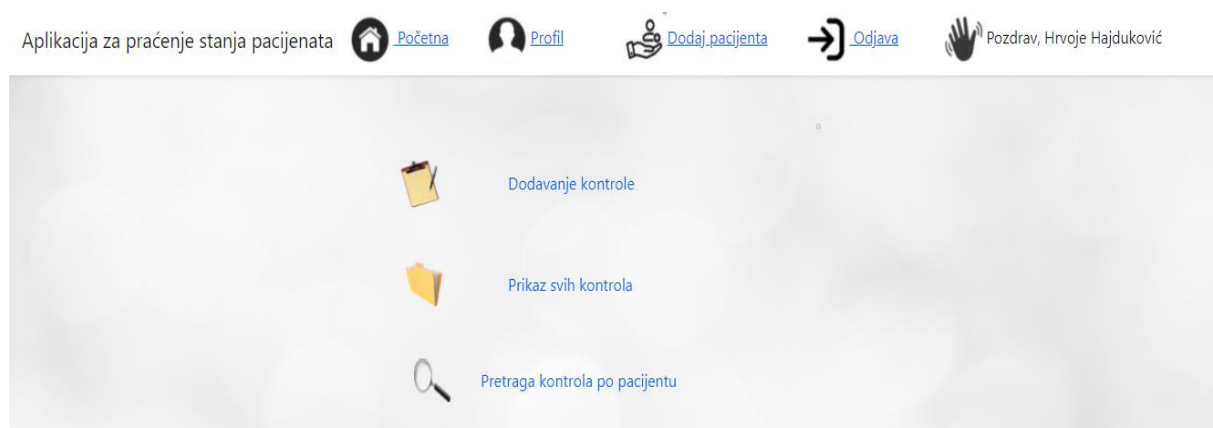 Aplikacija za praćenje stanja pacijenata Početna Profil Dodaj pacijenta Odjava Pozdrav, Hrvoje Hajduković
Dodavanje kontrole
Prikaz svih kontrola
Pretraga kontrola po pacijentu